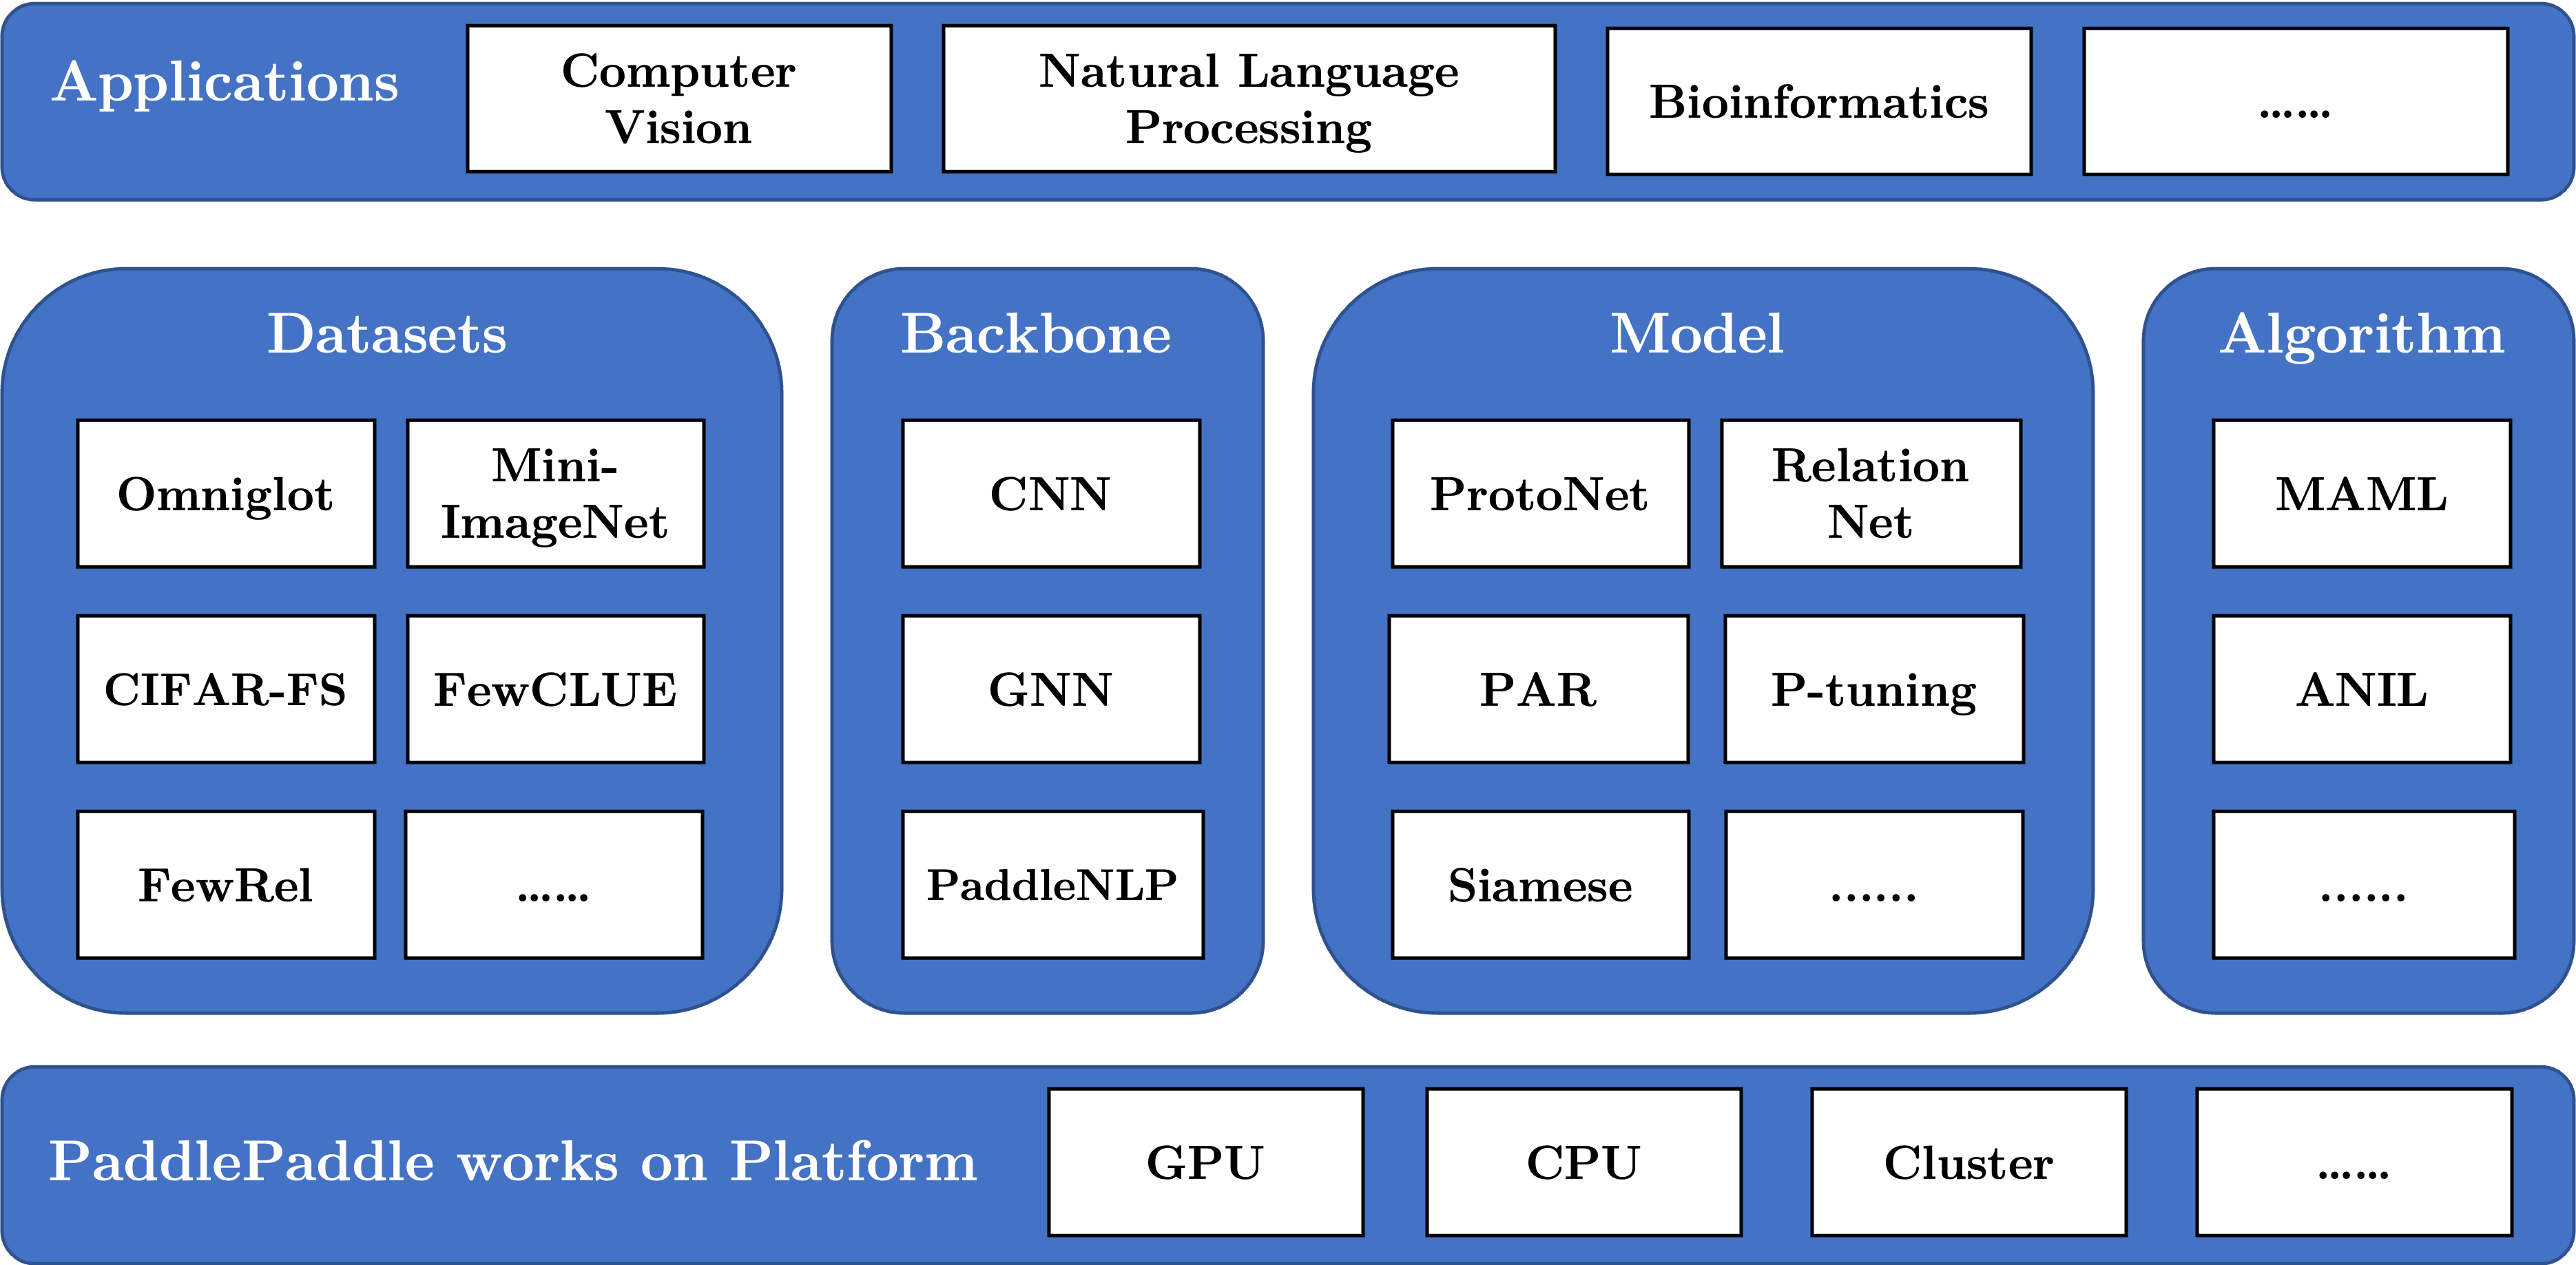 Applications
Computer
Vision
Natural Language
Processing
Bioinformatics
......
Datasets
Omniglot
Mini-
ImageNet
CIFAR-FS
FewCLUE
FewRel
......
Backbone
CNN
GNN
PaddleNLP
Model
ProtoNet
Relation
Net
PAR
P-tuning
Siamese
......
Algorithm
MAML
ANIL
......
PaddlePaddle works on Platform
GPU
CPU
Cluster
......